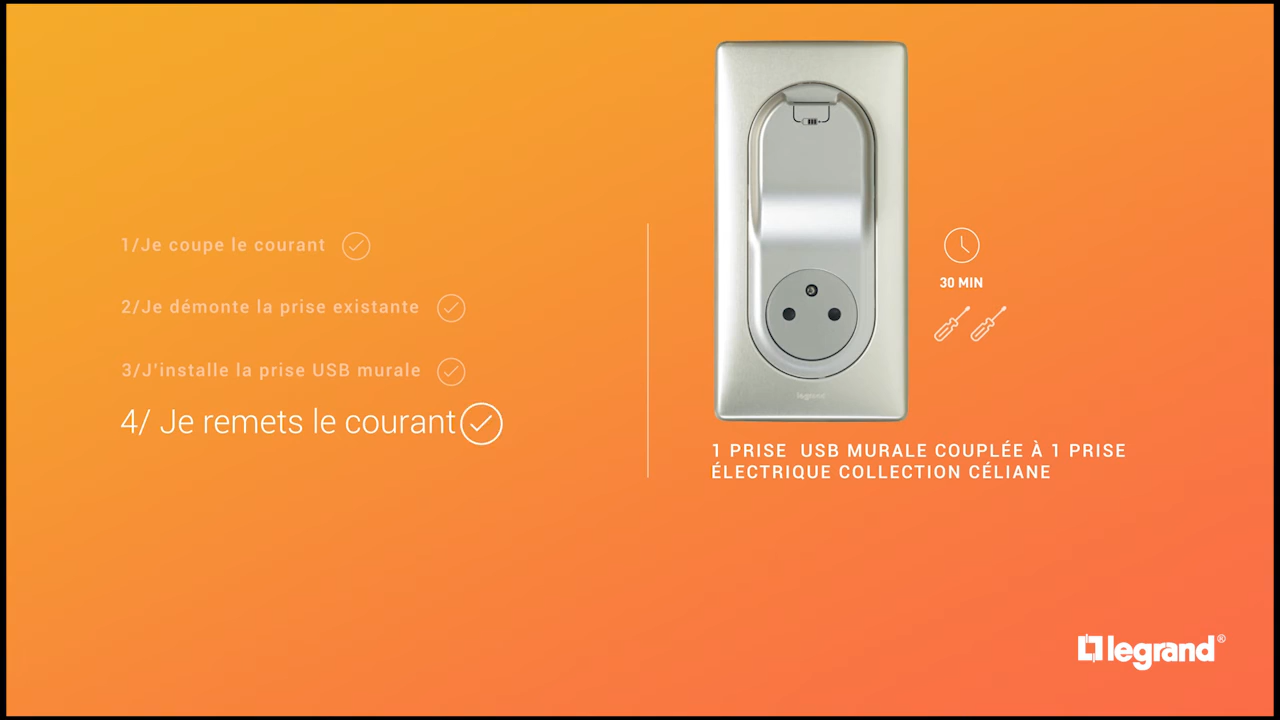 1/Je coupe le courant
2/Je démonte la prise existante
3/J'installe la prise USB murale
4/ Je remets le courant
legrand
30 MIN
1 PRISE  USB MURALE COUPLÉE À 1 PRISE
ÉLECTRIQUE COLLECTION CÉLIANE
legrand®